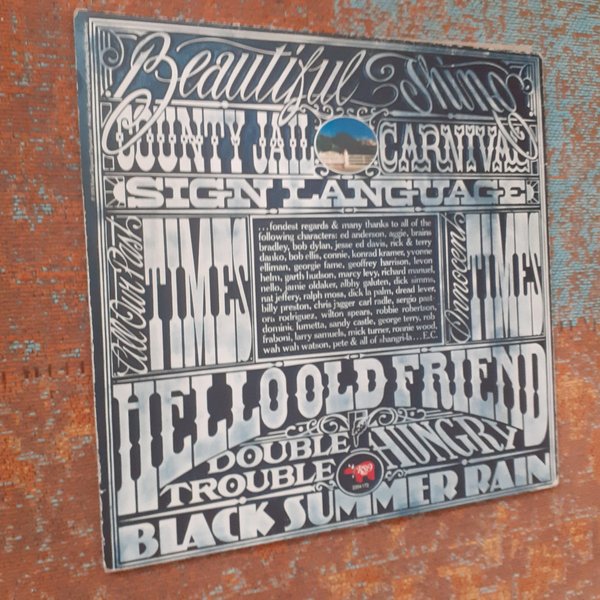 Beautiful Thing
COUNTY JAIL CARNIVAL
SIGN LANGUAGE
All Our Past
TIMES
...fondest regards & many thanks to all of the
following characters: ed anderson, aggie, brains
bradley, bob dylan, jesse ed davis, rick & terry
danko, bob ellis, connie, konrad kramer, yvonne
elliman, georgie fame, geoffrey harrison, levon
helm, garth hudson, marcy levy, richard manuel,
nello, jamie oldaker, albhy galuten, dick simms,
nat jeffery, ralph moss, dick la palm, dread lever,
billy preston, chris jagger carl radle, sergio past-
ora rodriguez, wilton spears, robbie robertson,
dominic lumetta, sandy castle, george terry, rob
fraboni, larry samuels, mick turner, ronnie wood,
wah wah watson, pete & all of shangri-la...E.C.
Innocent
TIMES
HELLO OLD FRIEND
DOUBLE
TROUBLE
HUNGRY
RSO
BLACK SUMMER RAIN